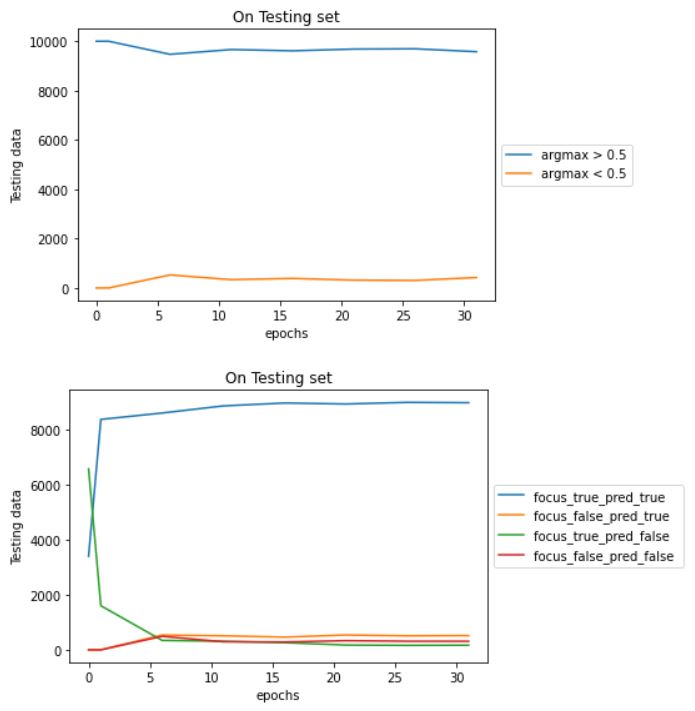 On Testing set
10000
8000
6000
4000
2000
0
Testing data
0 5 10 15 20 25 30
epochs
argmax > 0.5
argmax < 0.5
On Testing set
8000
6000
4000
2000
0
Testing data
0 5 10 15 20 25 30
epochs
focus_true_pred_true
focus_false_pred_true
focus_true_pred_false
focus_false_pred_false